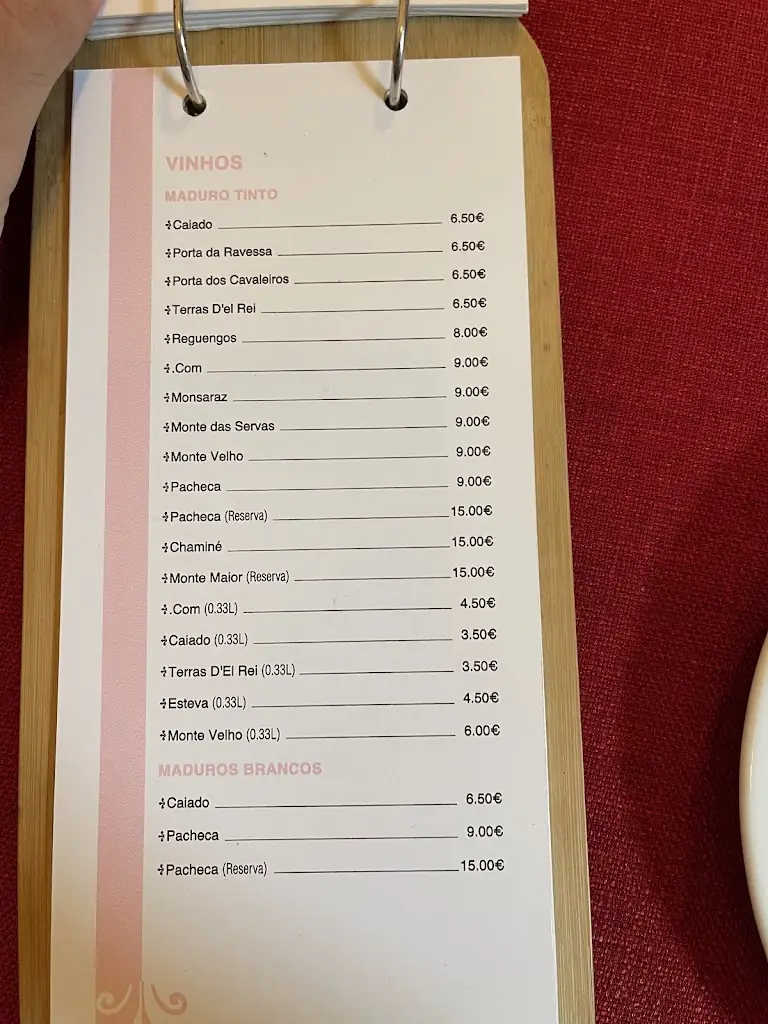 VINHOS
MADURO TINTO
Caiado 6.50€
Porta da Ravessa 6.50€
Porta dos Cavaleiros 6.50€
Terras D'el Rei 6.50€
Reguengos 8.00€
.Com 9.00€
Monsaraz 9.00€
Monte das Servas 9.00€
Monte Velho 9.00€
Pacheca 9.00€
Pacheca (Reserva) 15.00€
Chaminé 15.00€
Monte Maior (Reserva) 15.00€
.Com (0.33L) 4.50€
Caiado (0.33L) 3.50€
Terras D'El Rei (0.33L) 3.50€
Esteva (0.33L) 4.50€
Monte Velho (0.33L) 6.00€
MADUROS BRANCOS
Caiado 6.50€
Pacheca 9.00€
Pacheca (Reserva) 15.00€